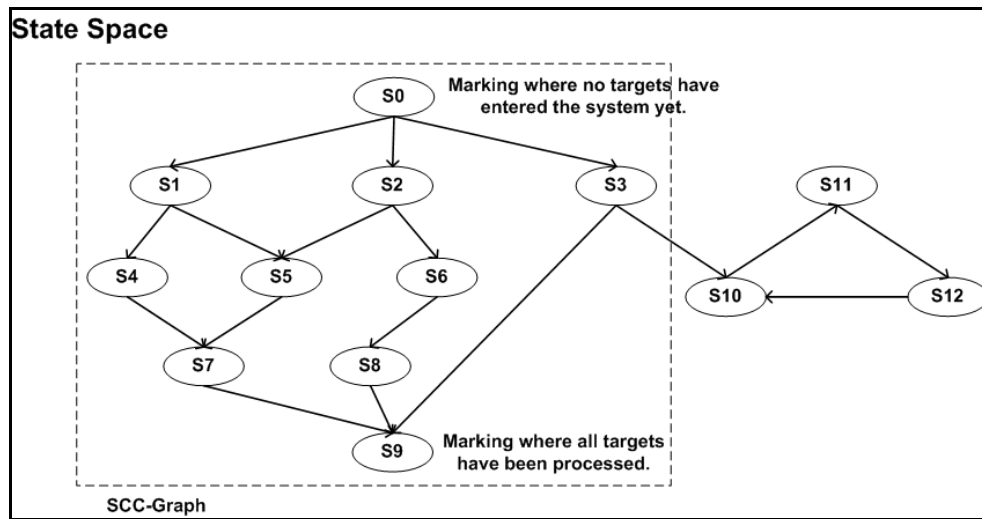 State Space
S0
Marking where no targets have
entered the system yet.
S1
S2
S3
S11
S4
S5
S6
S10
S12
S7
S8
S9
Marking where all targets
have been processed.
SCC-Graph